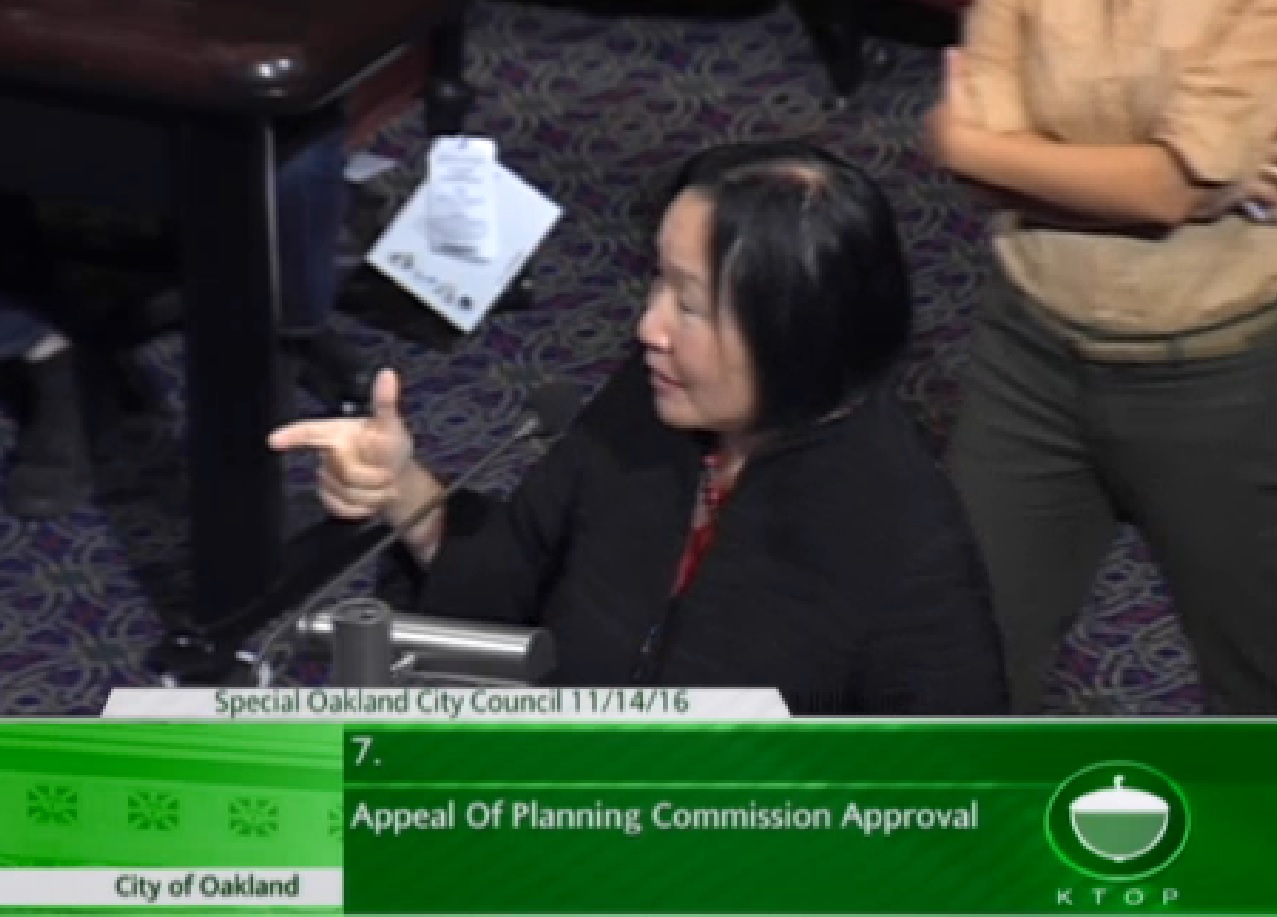 Special Oakland City Council 11/14/16
7.
Appeal Of Planning Commission Approval
City of Oakland
KTOP